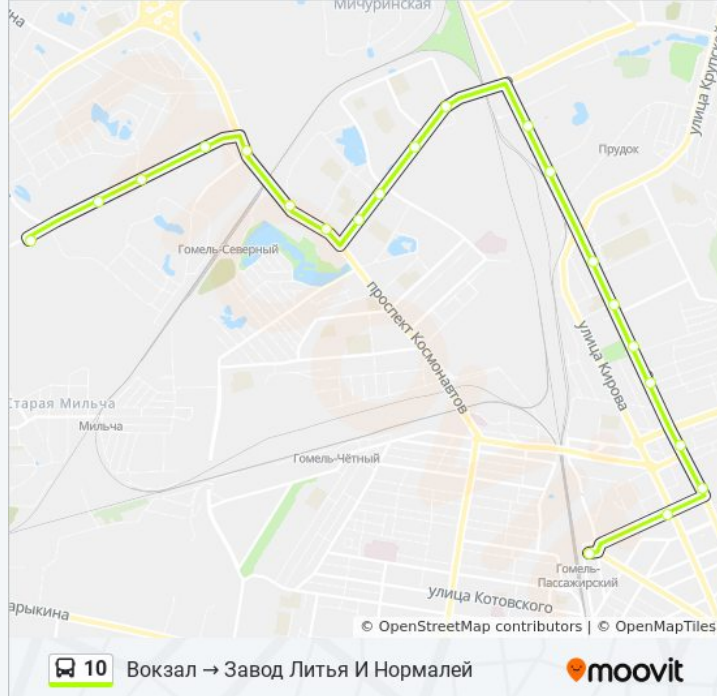 Мичуринская
на
улица Крупской
Прудок
Гомель-Северный
проспект Космонавтов
улица Кирова
Старая Мильча
Мильча
Гомель-Чётный
Гомель-
Пассажирский
улица Котовского
арыкина
© OpenStreetMap contributors | © OpenMapTiles
10 Вокзал → Завод Литья И Нормалей
moovit